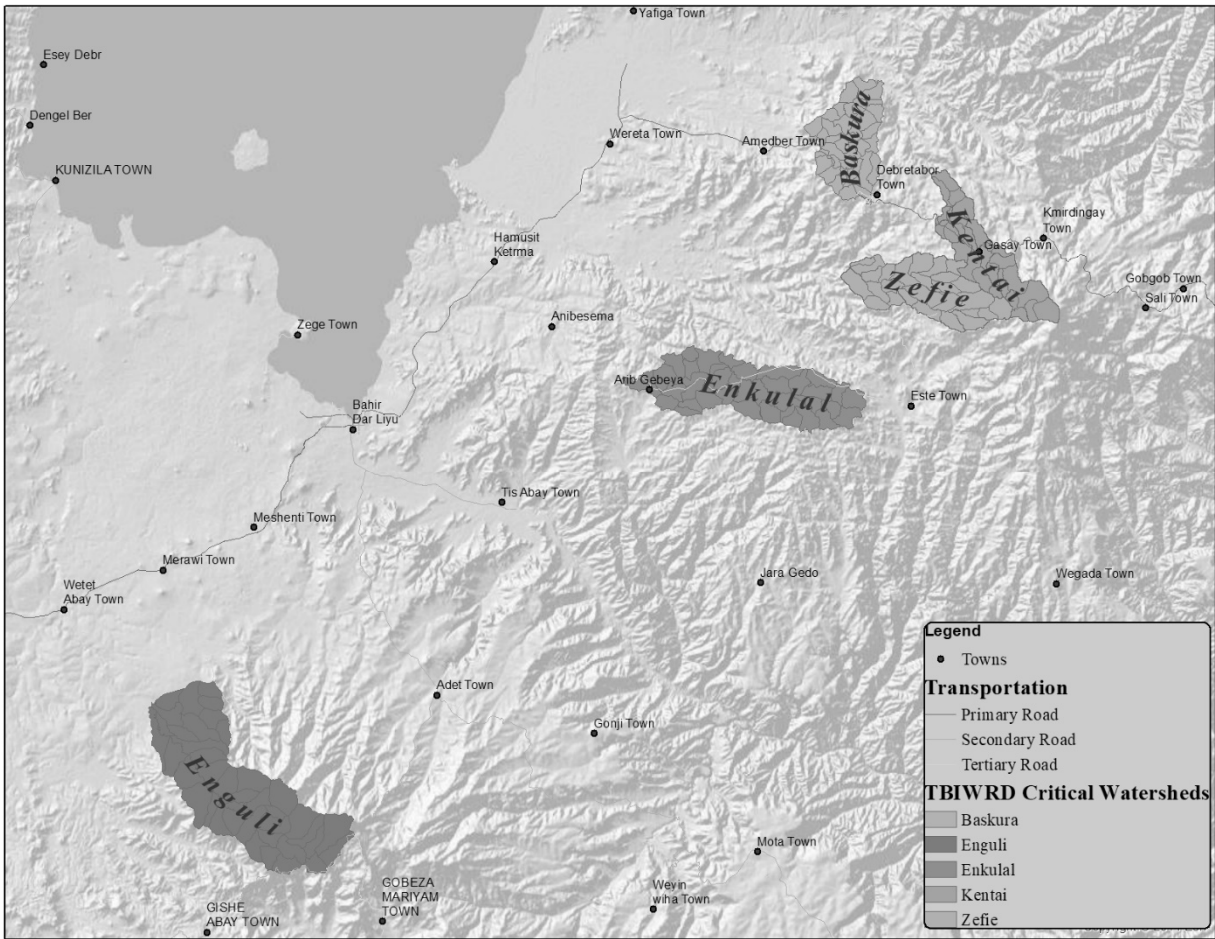 Yafiga Town
Esey Debr
Dengel Ber
Wereta Town
Amedber Town
Baskura
KUNIZILA TOWN
Debretabor
Town
Kmirdingay
Town
Kentai
Hamusit
Ketrma
Gasay Town
Gobgob Town
Zefie
Sali Town
Zege Town
Anibesema
Arib Gebeya
Enkulal
Este Town
Bahir
Dar Liyu
Tis Abay Town
Meshenti Town
Merawi Town
Jara Gedo
Wegada Town
Wetet
Abay Town
Adet Town
Gonji Town
Enguli
Mota Town
GOBEZA
MARIYAM
TOWN
Weyin
wiha Town
GISHE
ABAY TOWN
Legend
Towns
Transportation
Primary Road
Secondary Road
Tertiary Road
TBIWRD Critical Watersheds
Baskura
Enguli
Enkulal
Kentai
Zefie